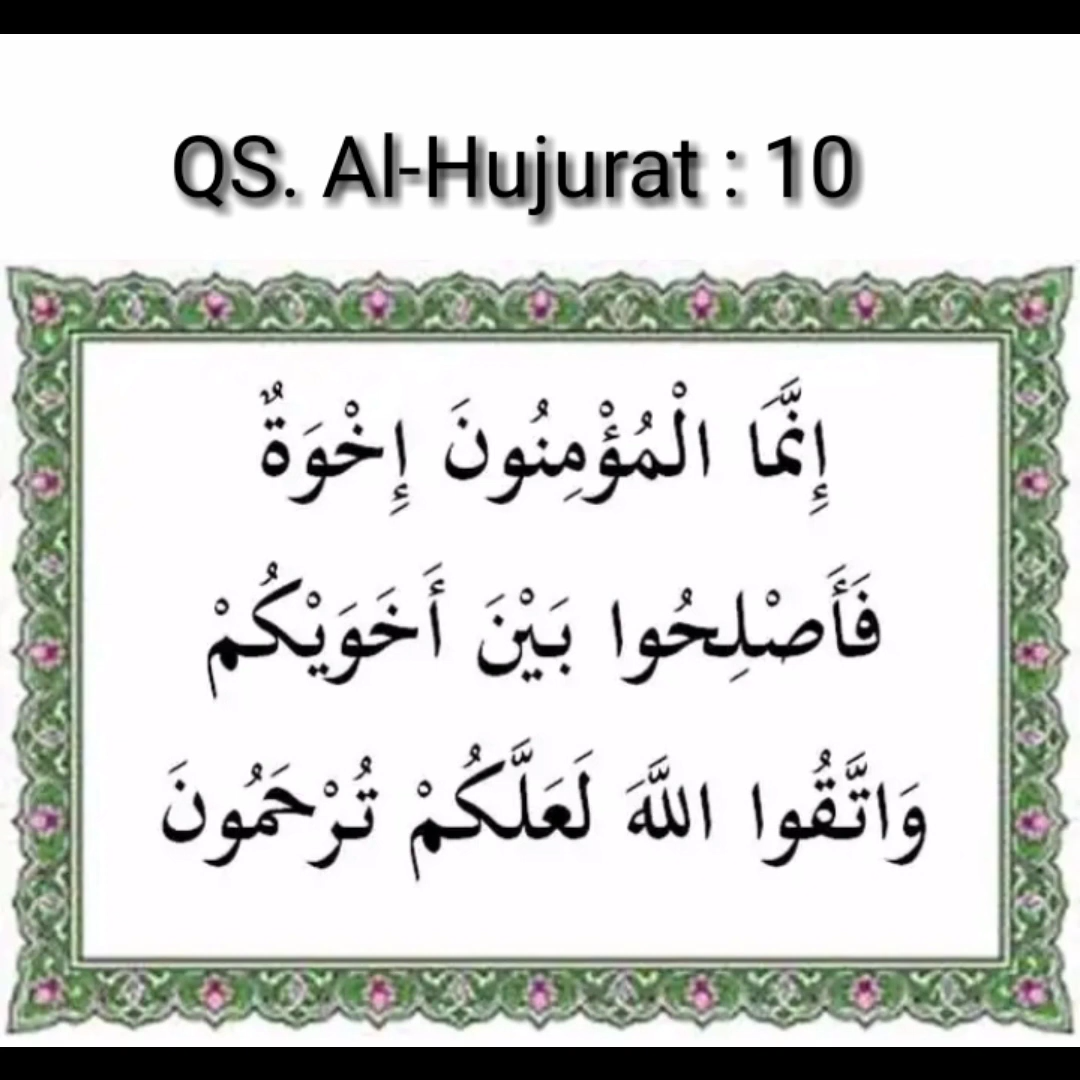 QS. Al-Hujurat : 10
إِنَّمَا الْمُؤْمِنُونَ إِخْوَةٌ
فَأَصْلِحُوا بَيْنَ أَخَوَيْكُمْ
وَاتَّقُوا اللَّهَ لَعَلَّكُمْ تُرْحَمُونَ